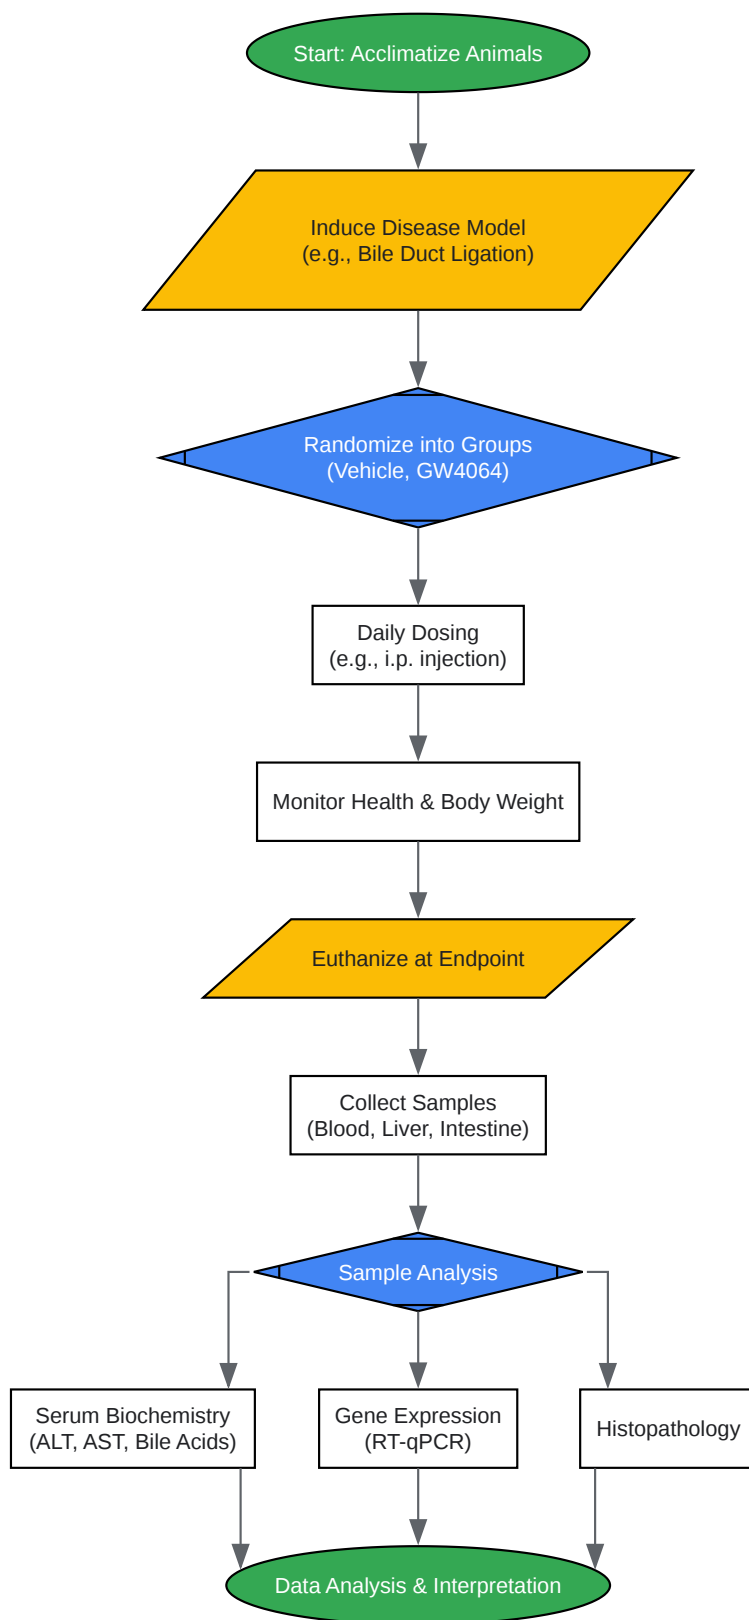 Start: Acclimatize Animals
Induce Disease Model
(e.g., Bile Duct Ligation)
Randomize into Groups
(Vehicle, GW4064)
Daily Dosing
(e.g., i.p. injection)
Monitor Health & Body Weight
Euthanize at Endpoint
Collect Samples
(Blood, Liver, Intestine)
Sample Analysis
Serum Biochemistry
(ALT, AST, Bile Acids)
Gene Expression
(RT-qPCR)
Histopathology
Data Analysis & Interpretation